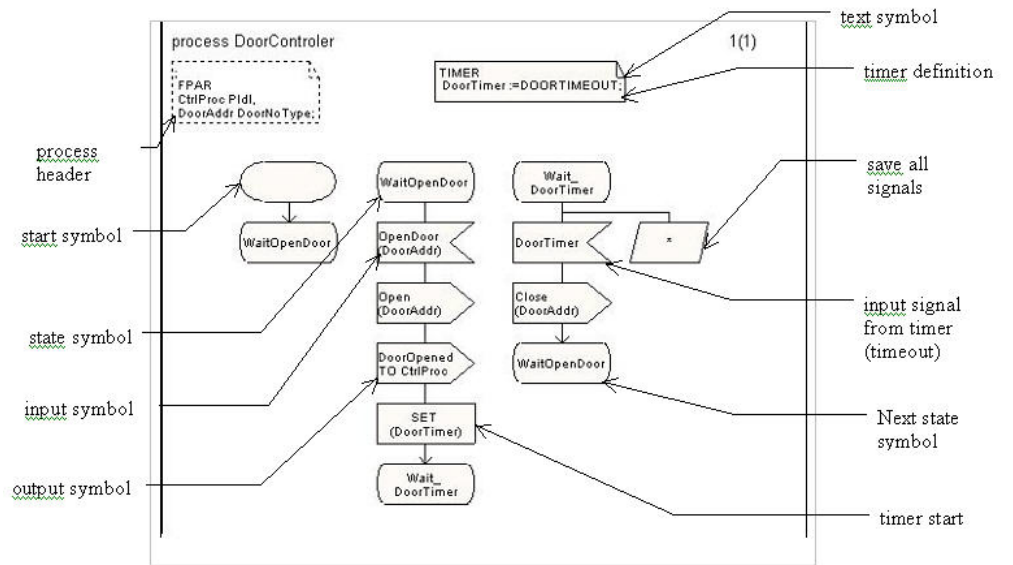 process DoorControler
1(1)
text symbol
FPAR
CtrlProc PIdI,
DoorAddr DoorNoType;
TIMER
DoorTimer :=DOORTIMEOUT;
timer definition
process
header
start symbol
state symbol
input symbol
output symbol
WaitOpenDoor
WaitOpenDoor
OpenDoor
(DoorAddr)
Open
(DoorAddr)
DoorOpened
TO CtrlProc
SET
(DoorTimer)
Wait_
DoorTimer
Wait_
DoorTimer
DoorTimer
*
Close
(DoorAddr)
WaitOpenDoor
save all
signals
input signal
from timer
(timeout)
Next state
symbol
timer start